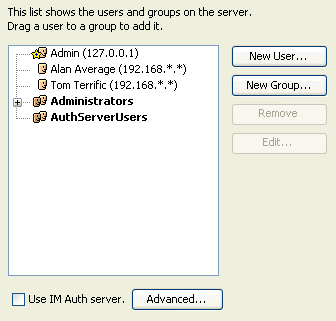 This list shows the users and groups on the server.
Drag a user to a group to add it.
Admin (127.0.0.1)
Alan Average (192.168.*.*)
Tom Terrific (192.168.*.*)
Administrators
AuthServerUsers
New User...
New Group...
Remove
Edit...
Use IM Auth server.
Advanced...